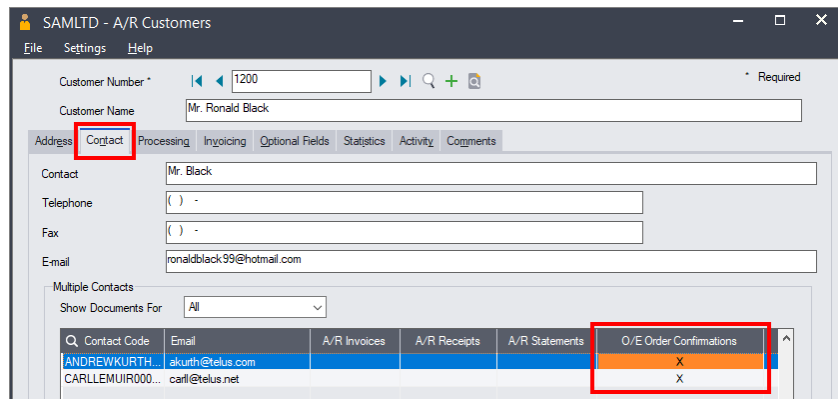 SAMLTD - A/R Customers
File Settings Help
Customer Number * 1200 * Required
Customer Name Mr. Ronald Black
Address Contact Processing Invoicing Optional Fields Statistics Activity Comments
Contact Mr. Black
Telephone ( ) -
Fax ( ) -
E-mail ronaldblack99@hotmail.com
Multiple Contacts
Show Documents For All
Contact Code Email A/R Invoices A/R Receipts A/R Statements O/E Order Confirmations
ANDREWKURTH... akurth@telus.com X
CARLLEMUIR000... carll@telus.net X